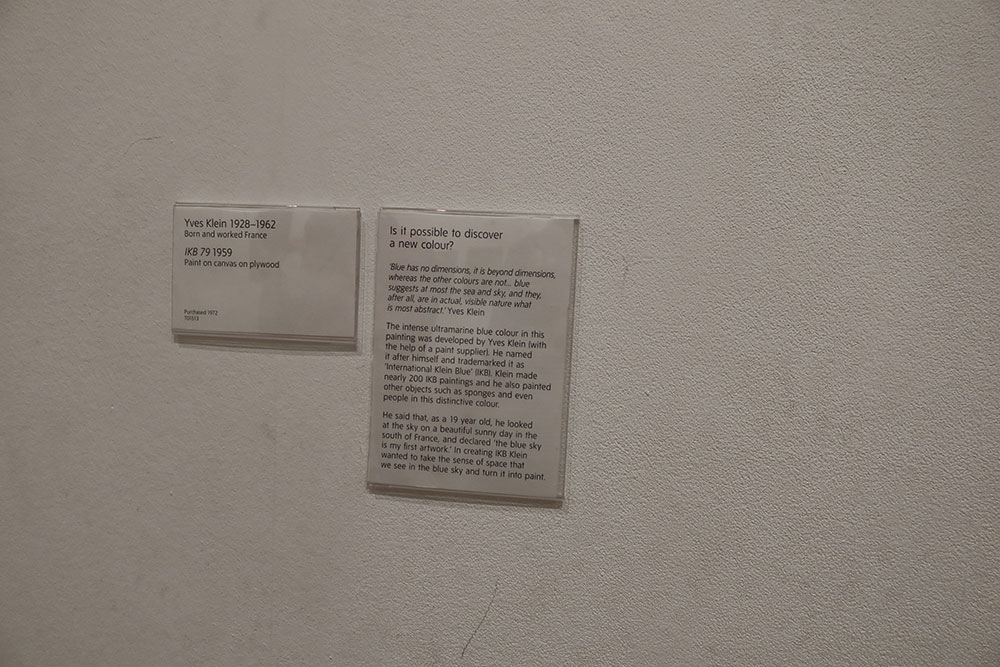 Yves Klein 1928–1962
Born and worked France
IKB 79 1959
Paint on canvas on plywood
Purchased 1972
T01513
Is it possible to discover
a new colour?
'Blue has no dimensions, it is beyond dimensions,
whereas the other colours are not... blue
suggests at most the sea and sky, and they,
after all, are in actual, visible nature what
is most abstract.' Yves Klein
The intense ultramarine blue colour in this
painting was developed by Yves Klein (with
the help of a paint supplier). He named
it after himself and trademarked it as
'International Klein Blue' (IKB). Klein made
nearly 200 IKB paintings and he also painted
other objects such as sponges and even
people in this distinctive colour.
He said that, as a 19 year old, he looked
at the sky on a beautiful sunny day in the
south of France, and declared 'the blue sky
is my first artwork.' In creating IKB Klein
wanted to take the sense of space that
we see in the blue sky and turn it into paint.